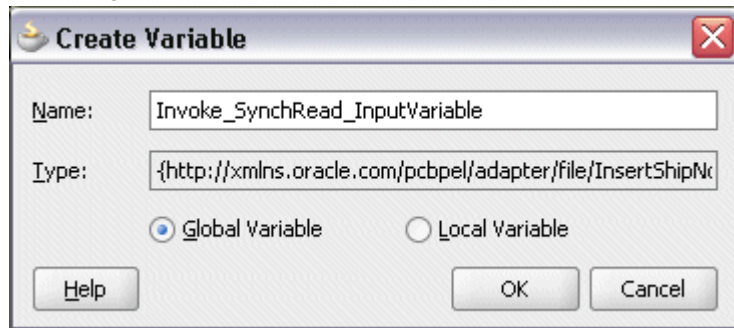 Create Variable
Name: Invoke_SynchRead_InputVariable
Type: {http://xmlns.oracle.com/pcbpel/adapter/file/InsertShipNo
Global Variable Local Variable
Help OK Cancel